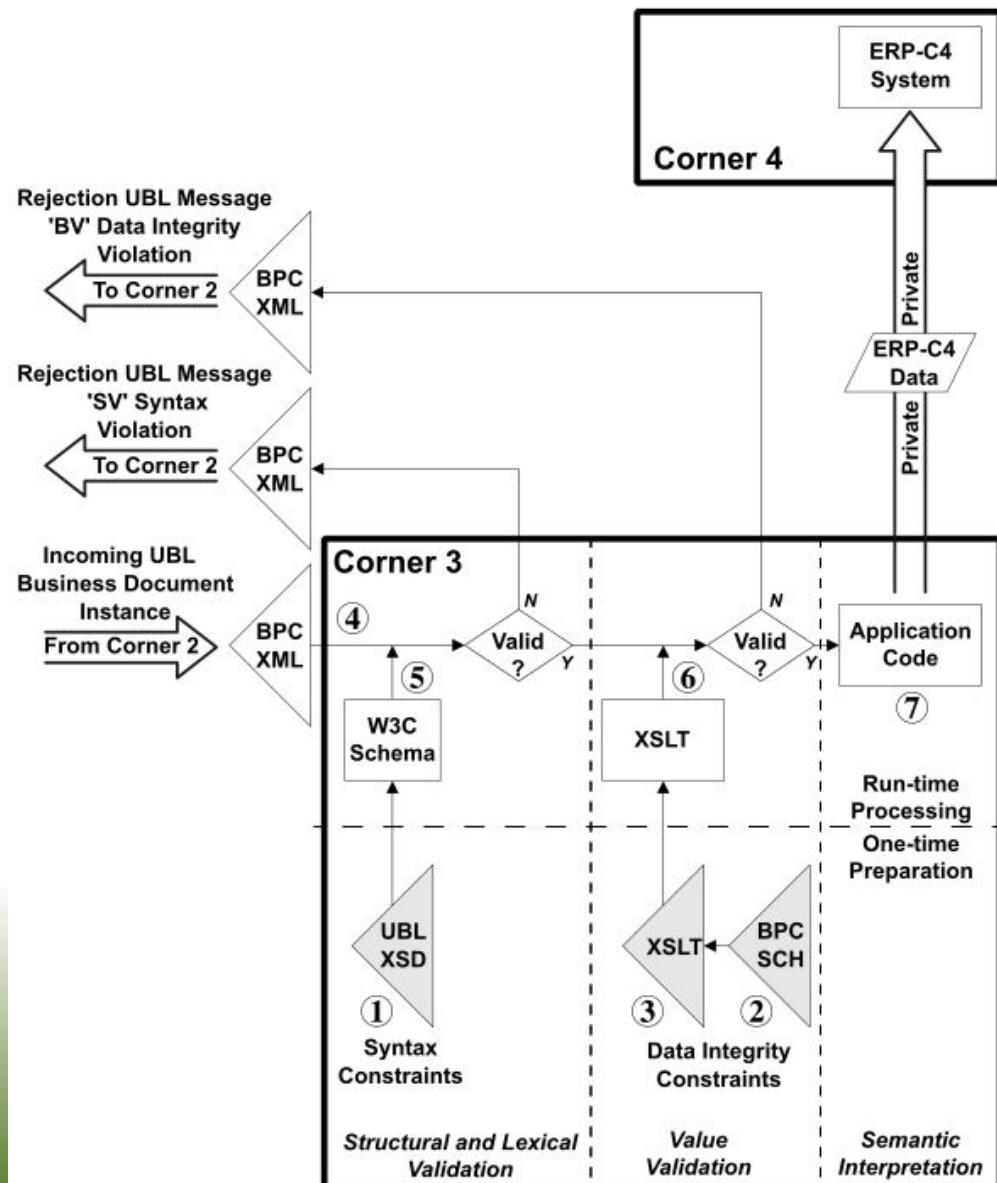 ERP-C4
System
Corner 4
Rejection UBL Message
'BV' Data Integrity
Violation
To Corner 2
BPC
XML
Private
ERP-C4
Data
Private
Rejection UBL Message
'SV' Syntax
Violation
To Corner 2
BPC
XML
Incoming UBL
Business Document
Instance
From Corner 2
BPC
XML
Corner 3
4
5
W3C
Schema
Valid
?
N
Y
6
XSLT
Valid
?
N
Y
Application
Code
7
Run-time
Processing
One-time
Preparation
UBL
XSD
1
Syntax
Constraints
XSLT
3
BPC
SCH
2
Data Integrity
Constraints
Structural and Lexical
Validation
Value
Validation
Semantic
Interpretation